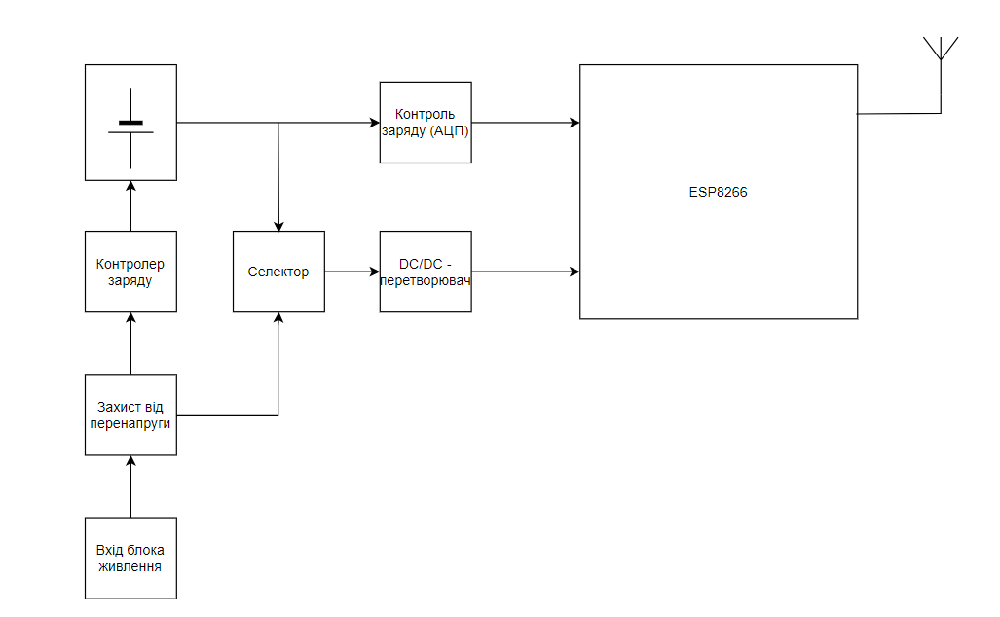 Контроль
заряду (АЦП)
ESP8266
Контролер
заряду
Селектор
DC/DC -
перетворювач
Захист від
перенапруги
Вхід блока
живлення